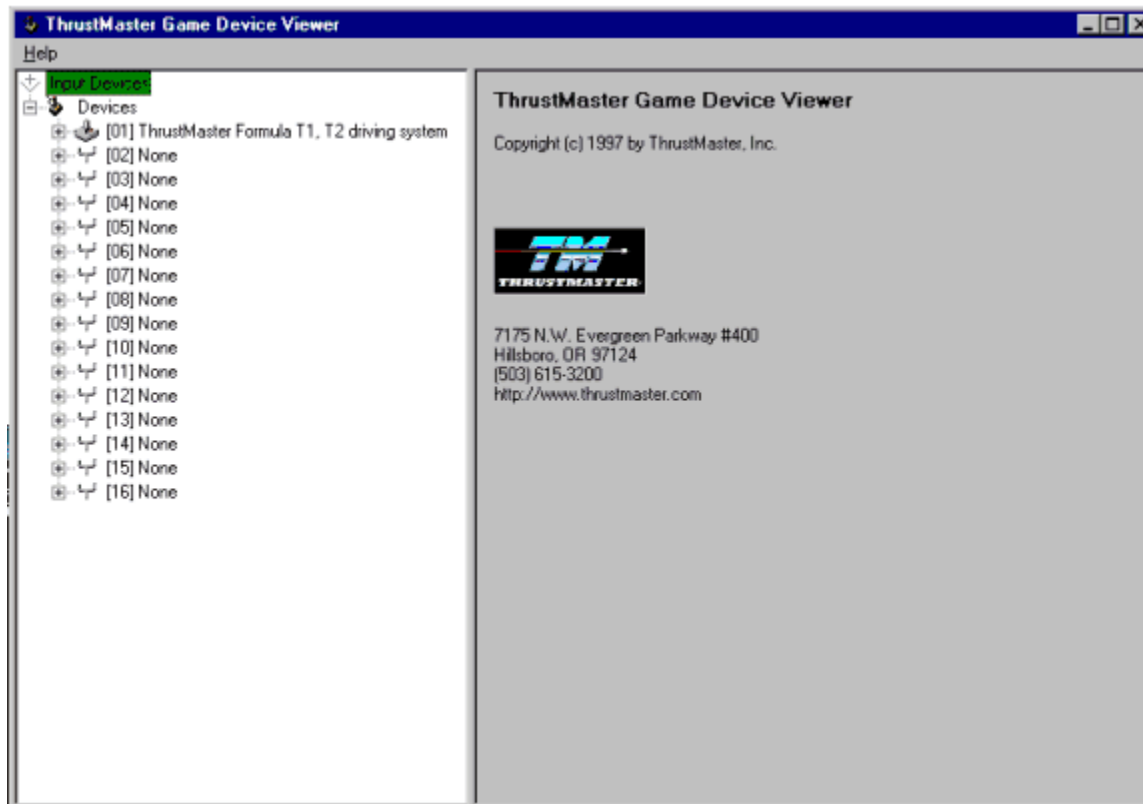 ThrustMaster Game Device Viewer
Help
Input Devices
Devices
[01] ThrustMaster Formula T1, T2 driving system
[02] None
[03] None
[04] None
[05] None
[06] None
[07] None
[08] None
[09] None
[10] None
[11] None
[12] None
[13] None
[14] None
[15] None
[16] None
ThrustMaster Game Device Viewer
Copyright (c) 1997 by ThrustMaster, Inc.
TM
THRUSTMASTER
7175 N.W. Evergreen Parkway #400
Hillsboro, OR 97124
(503) 615-3200
http://www.thrustmaster.com